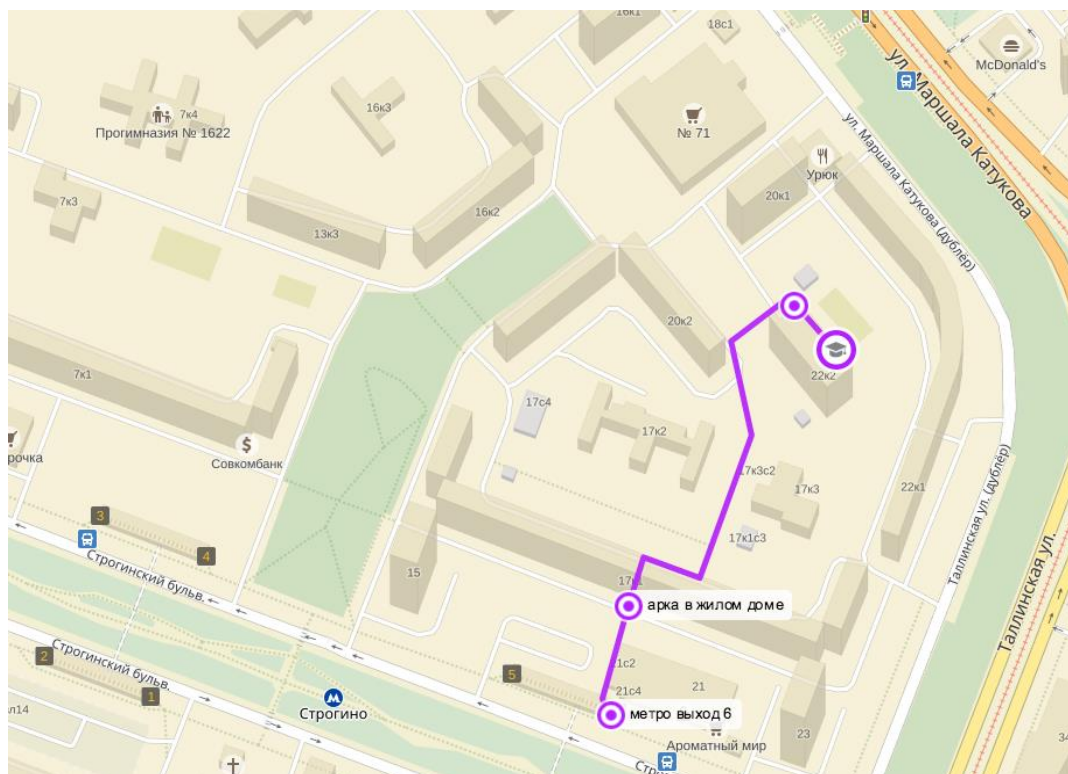 16к1
18с1
McDonald's
ул. Маршала Катукова
7к4
Прогимназия № 1622
16к3
№ 71
ул. Маршала Катукова (дублёр)
Урюк
20к1
7к3
16к2
13к3
20к2
7к1
22к2
17с4
17к2
Совкомбанк
рочка
17к3с2
17к3
22к1
3
4
17к1с3
Таллинская ул. (дублёр)
Таллинская ул.
Строгинский бульв.
15
17к1
арка в жилом доме
2
1
Строгинский бульв.
5
21с2
21с4
21
метро выход 6
Строгино
ал14
Ароматный мир
23
34